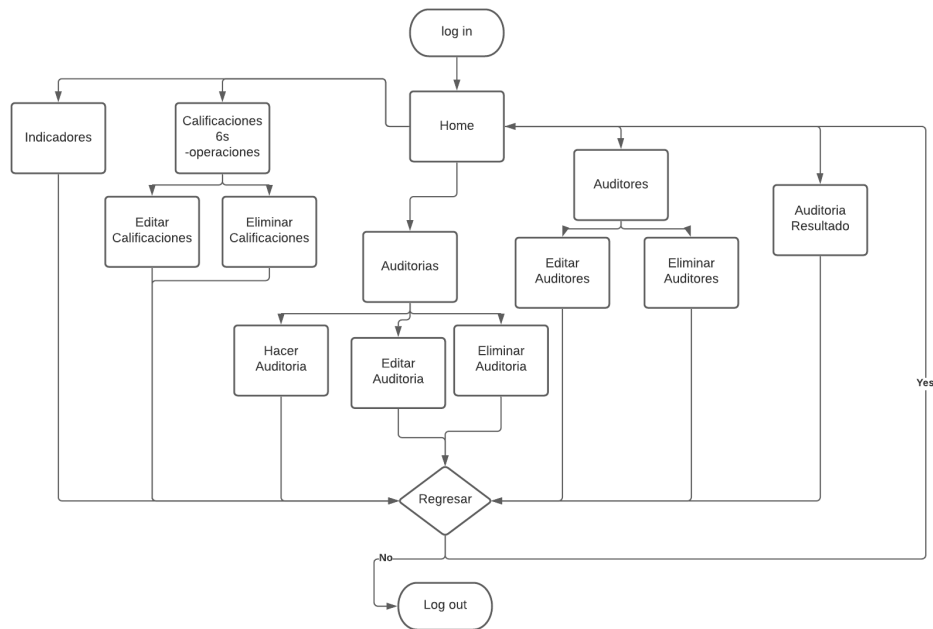 log in
Home
Indicadores
Calificaciones
6s
-operaciones
Editar
Calificaciones
Eliminar
Calificaciones
Auditorias
Hacer
Auditoria
Editar
Auditoria
Eliminar
Auditoria
Auditores
Editar
Auditores
Eliminar
Auditores
Auditoria
Resultado
Yes
Regresar
No
Log out